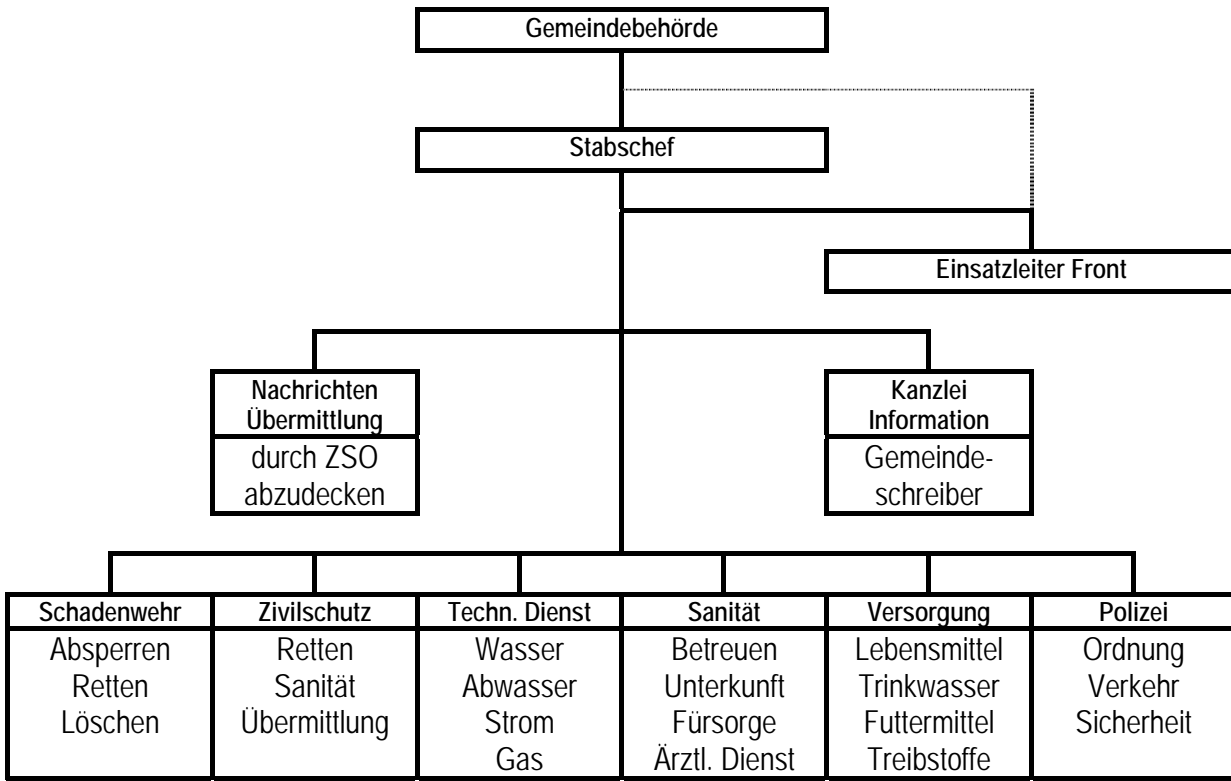 Gemeindebehörde
Stabschef
Einsatzleiter Front
Nachrichten
Übermittlung
durch ZSO
abzudecken
Kanzlei
Information
Gemeinde-
schreiber
Schadenwehr
Absperren
Retten
Löschen
Zivilschutz
Retten
Sanität
Übermittlung
Techn. Dienst
Wasser
Abwasser
Strom
Gas
Sanität
Betreuen
Unterkunft
Fürsorge
Ärztl. Dienst
Versorgung
Lebensmittel
Trinkwasser
Futtermittel
Treibstoffe
Polizei
Ordnung
Verkehr
Sicherheit